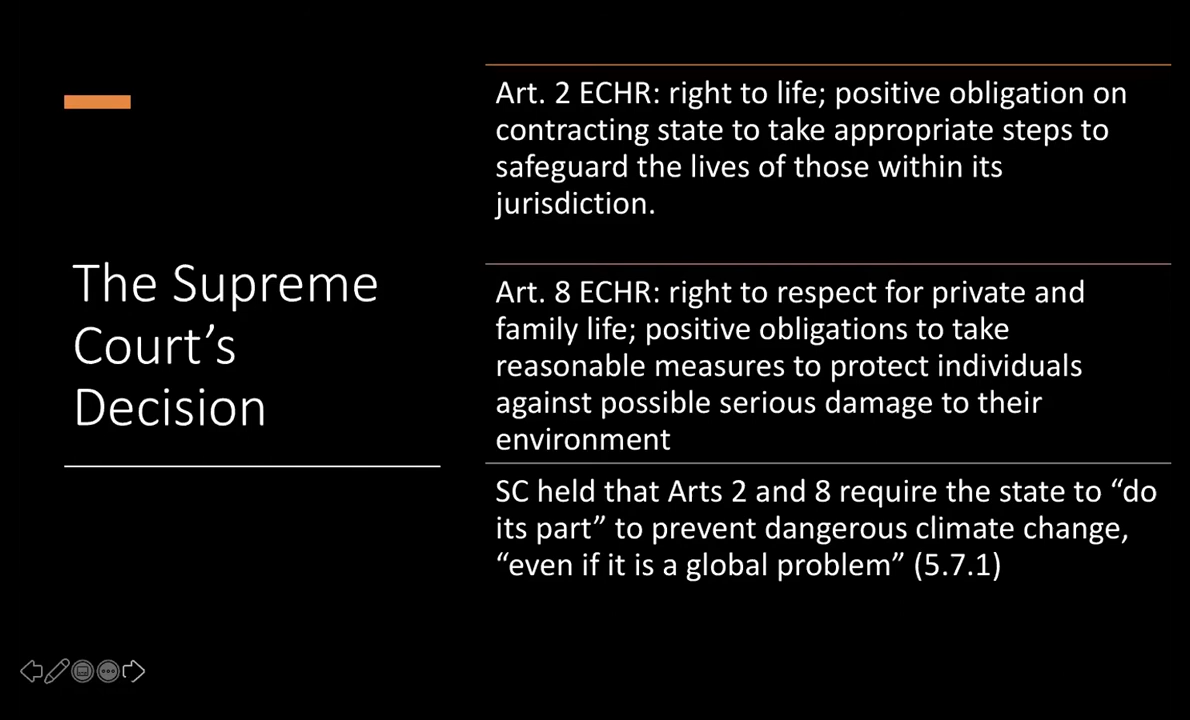 The Supreme
Court’s
Decision
Art. 2 ECHR: right to life; positive obligation on
contracting state to take appropriate steps to
safeguard the lives of those within its
jurisdiction.
Art. 8 ECHR: right to respect for private and
family life; positive obligations to take
reasonable measures to protect individuals
against possible serious damage to their
environment
SC held that Arts 2 and 8 require the state to “do
its part” to prevent dangerous climate change,
“even if it is a global problem” (5.7.1)